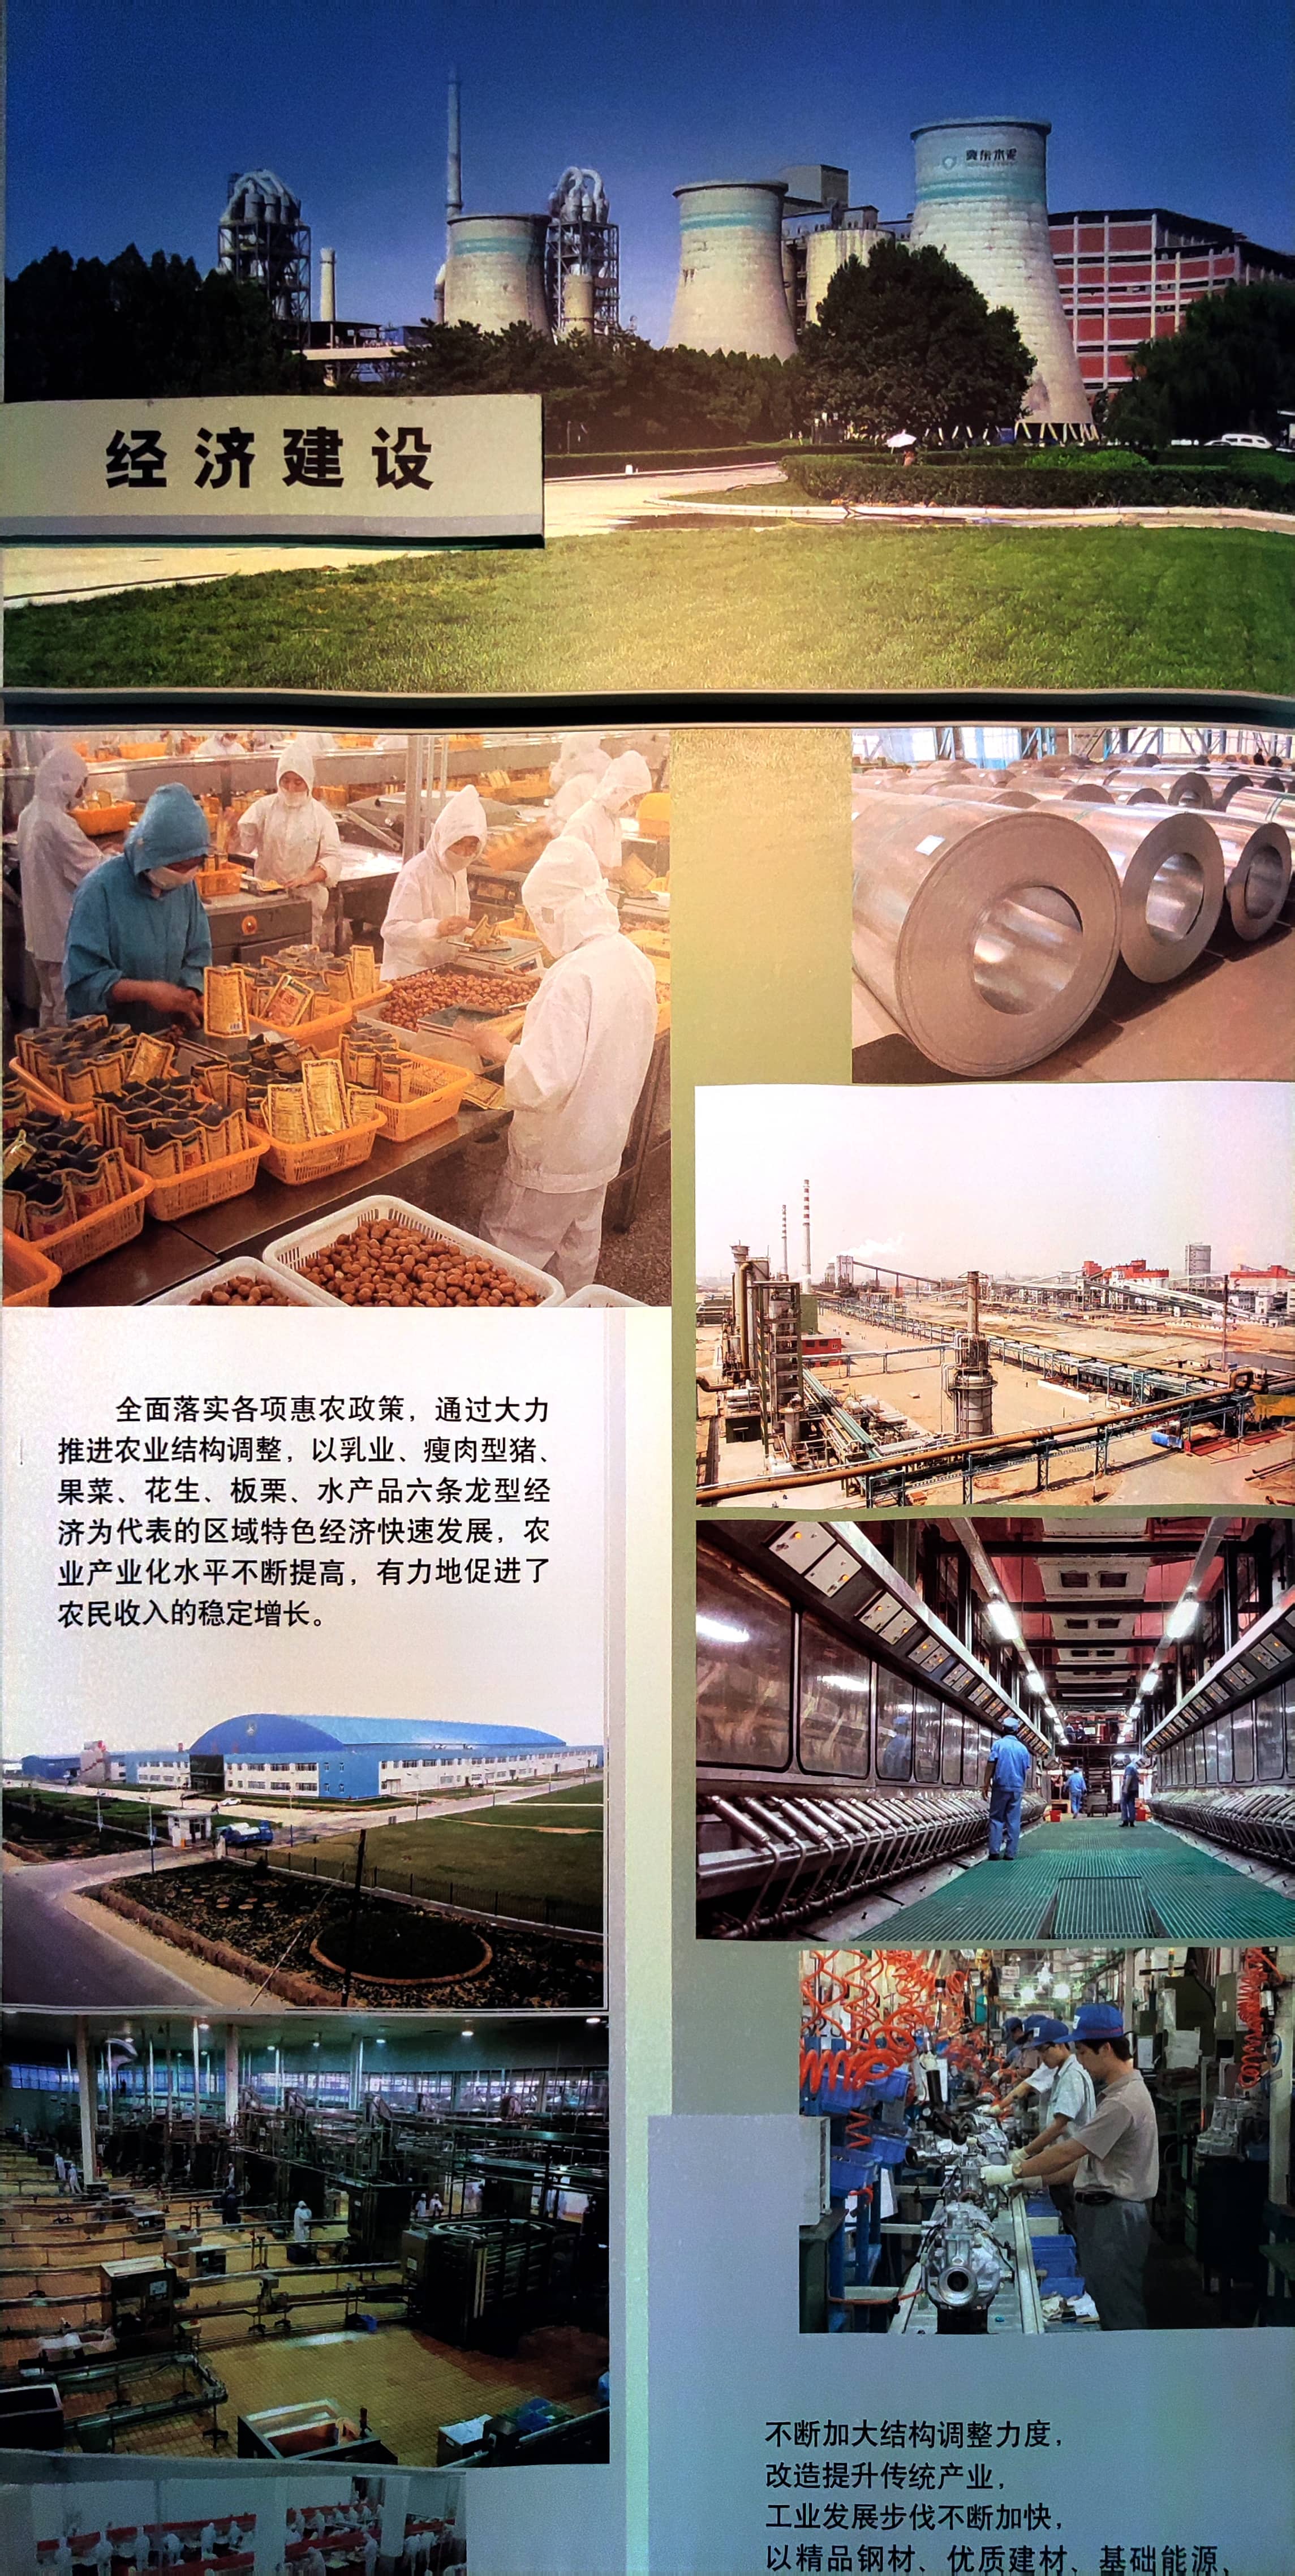 冀东水泥
经济建设
全面落实各项惠农政策，通过大力
推进农业结构调整，以乳业、瘦肉型猪、
果菜、花生、板栗、水产品六条龙型经
济为代表的区域特色经济快速发展，农
业产业化水平不断提高，有力地促进了
农民收入的稳定增长。
不断加大结构调整力度，
改造提升传统产业，
工业发展步伐不断加快，
以精品钢材、优质建材、基础能源、